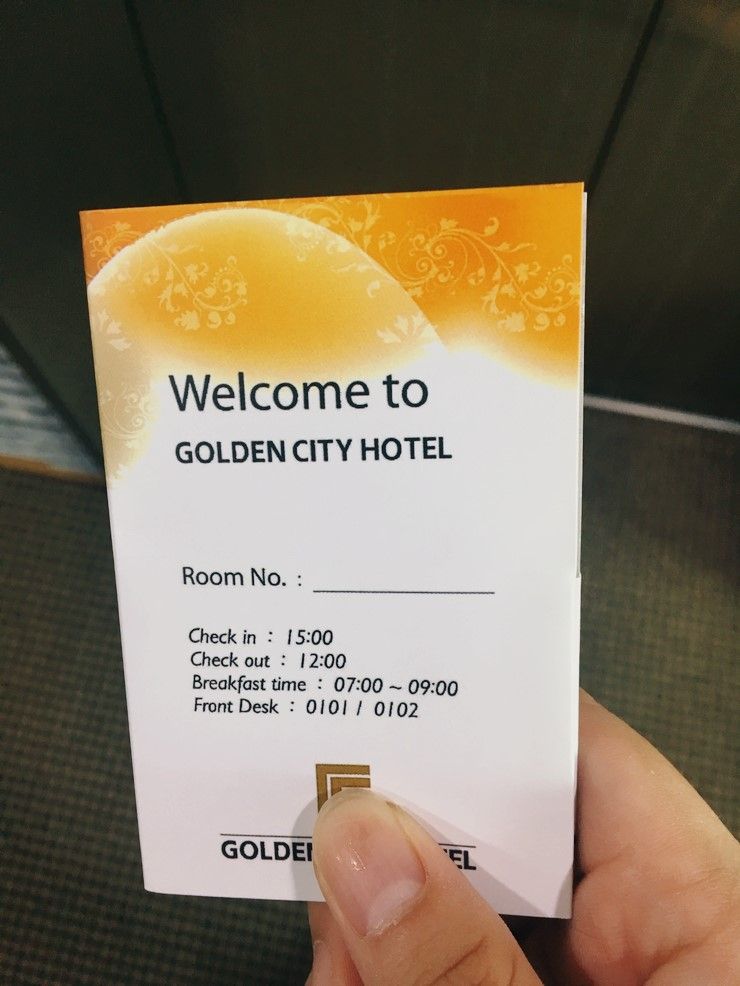 Welcome to
GOLDEN CITY HOTEL
Room No. :
Check in : 15:00
Check out : 12:00
Breakfast time : 07:00 ~ 09:00
Front Desk : 0101 / 0102